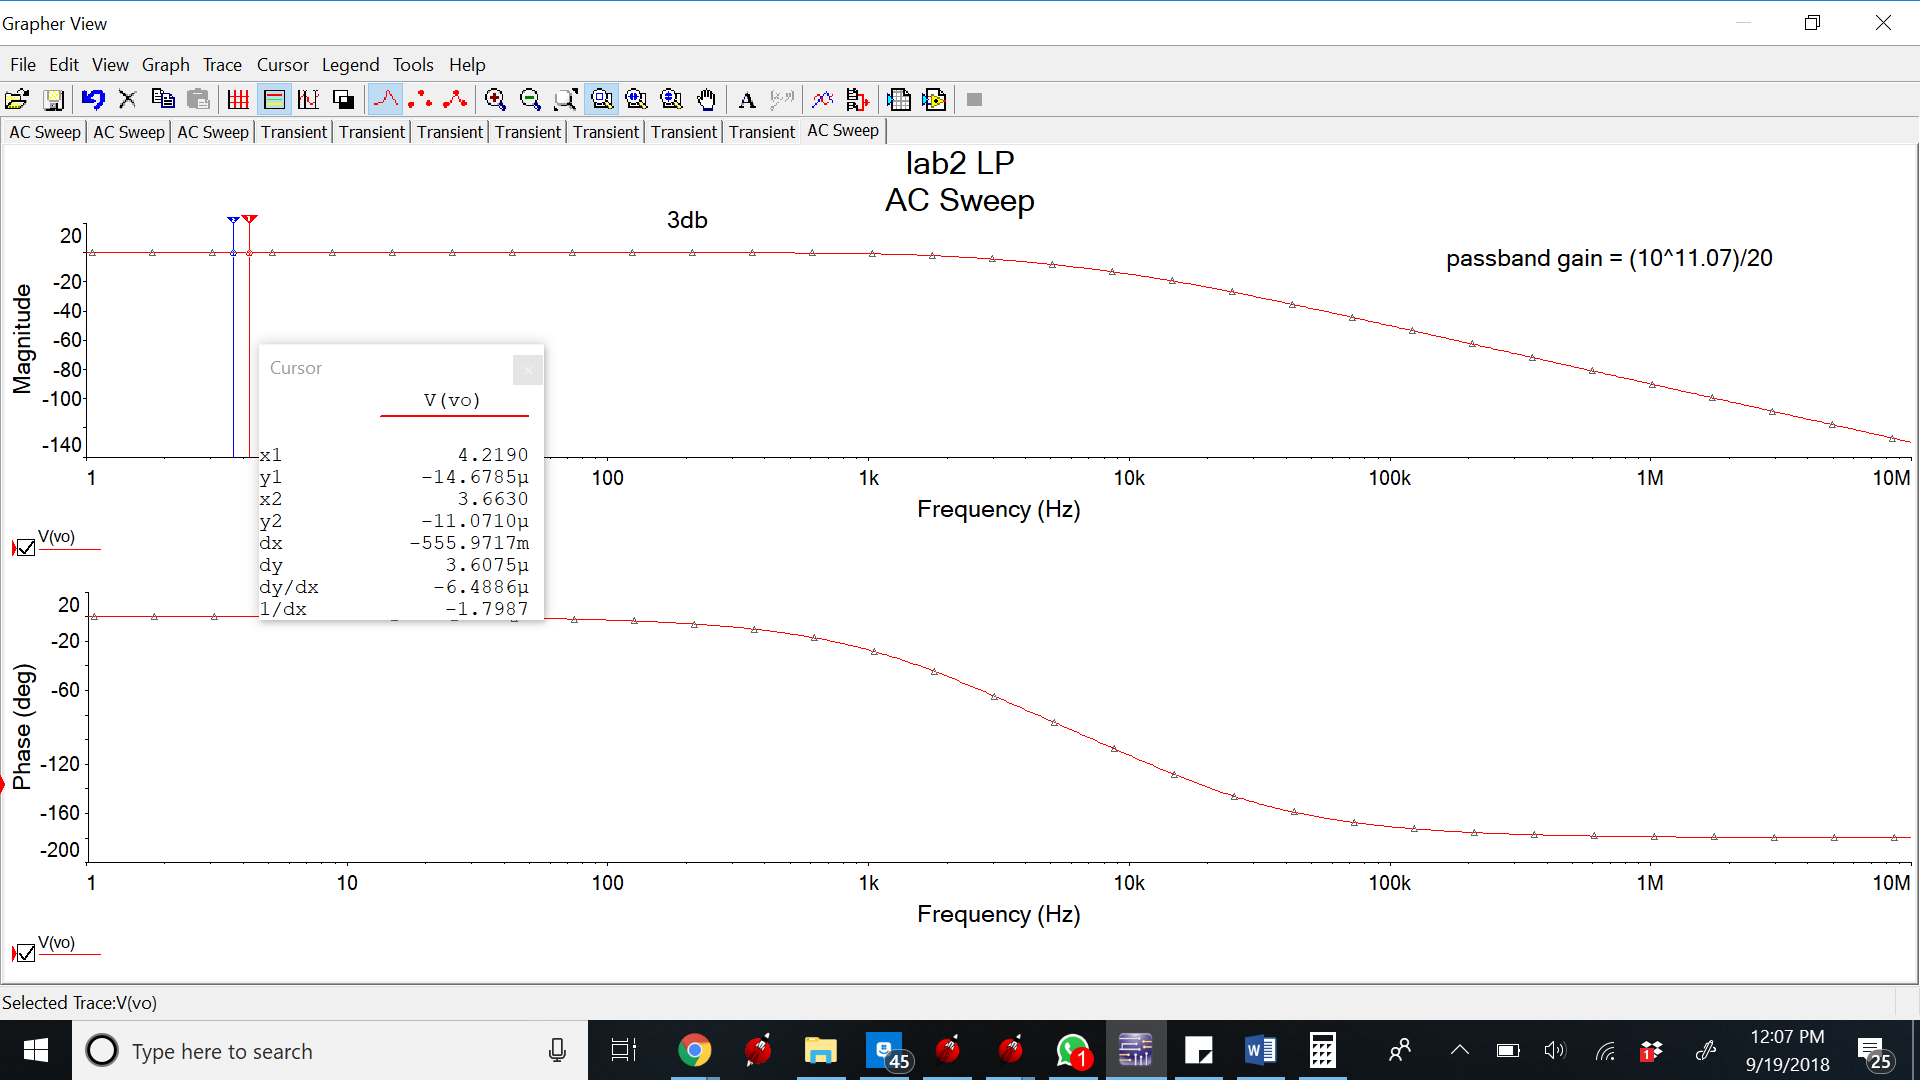 Grapher View
File Edit View Graph Trace Cursor Legend Tools Help
AC Sweep AC Sweep AC Sweep Transient Transient Transient Transient Transient Transient Transient AC Sweep
lab2 LP
AC Sweep
3db
passband gain = (10^11.07)/20
Magnitude
20
-20
-40
-60
-80
-100
-140
1 100 1k 10k 100k 1M 10M
Frequency (Hz)
V(vo)
Cursor
V(vo)
x1 4.2190
y1 -14.6785µ
x2 3.6630
y2 -11.0710µ
dx -555.9717m
dy 3.6075µ
dy/dx -6.4886µ
1/dx -1.7987
Phase (deg)
20
-20
-60
-120
-160
-200
1 10 100 1k 10k 100k 1M 10M
Frequency (Hz)
V(vo)
Selected Trace:V(vo)
Type here to search
45
1
1
12:07 PM
9/19/2018
25